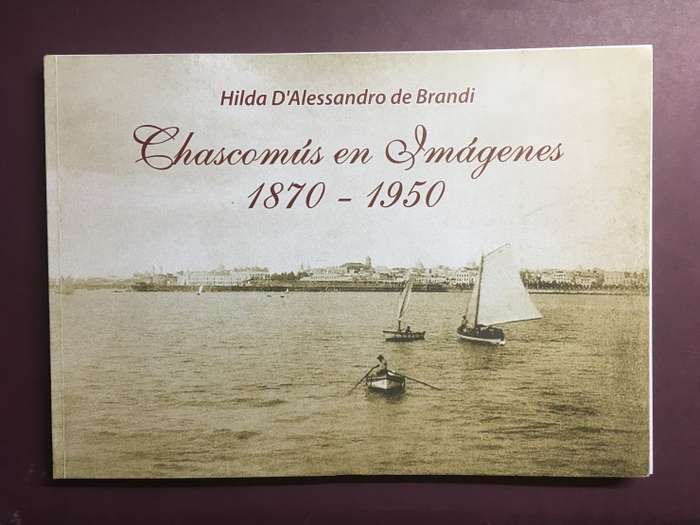 Hilda D'Alessandro de Brandi
Chascomús en Imágenes
1870 - 1950